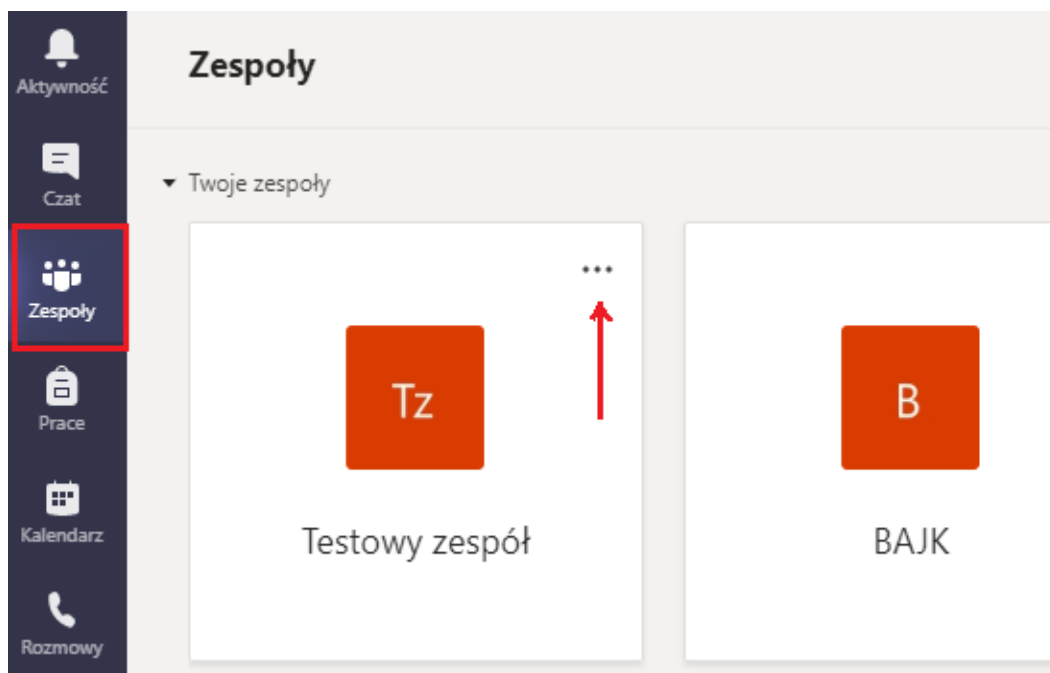 Aktywność
Czat
Zespoły
Prace
Kalendarz
Rozmowy
Zespoły
Twoje zespoły
Tz
Testowy zespół
B
BAJK